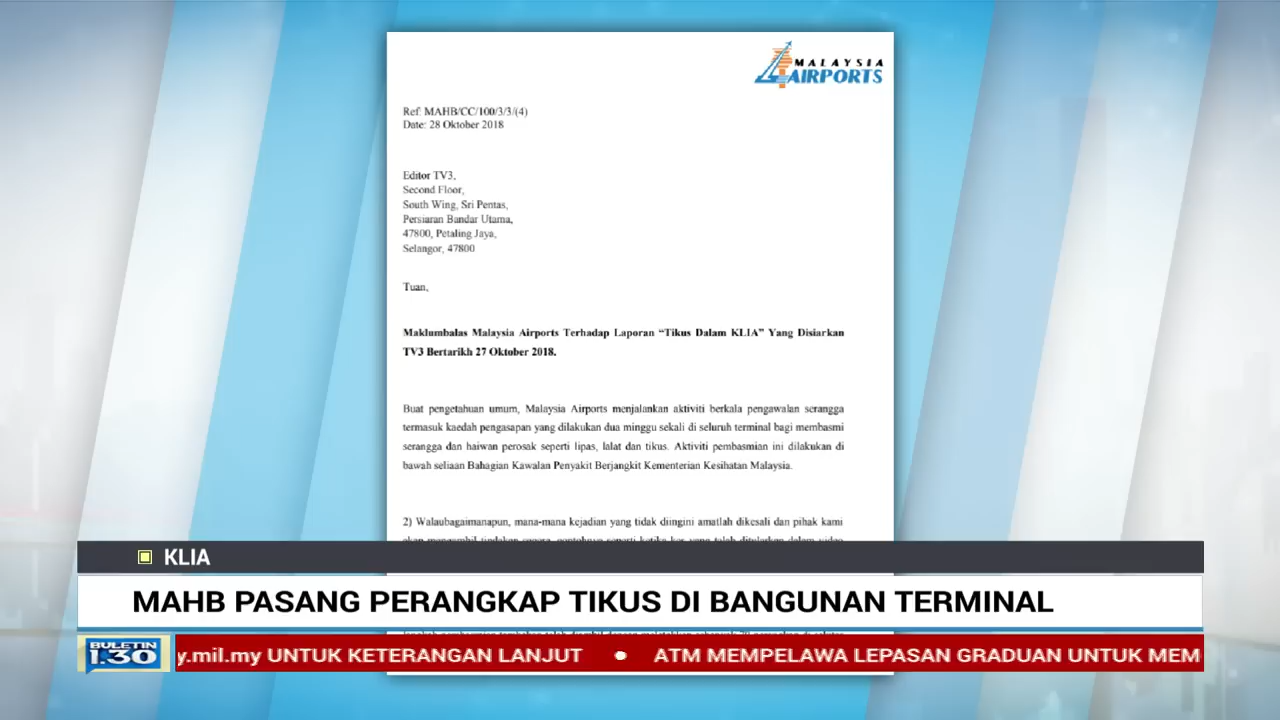 MALAYSIA
AIRPORTS
Ref: MAHB/CC/100/3/3/(4)
Date: 28 Oktober 2018
Editor TV3,
Second Floor,
South Wing, Sri Pentas,
Persiaran Bandar Utama,
47800, Petaling Jaya,
Selangor, 47800
Tuan,
Maklumbalas Malaysia Airports Terhadap Laporan “Tikus Dalam KLIA” Yang Disiarkan
TV3 Bertarikh 27 Oktober 2018.
Buat pengetahuan umum, Malaysia Airports menjalankan aktiviti berkala pengawalan serangga
termasuk kaedah pengasapan yang dilakukan dua minggu sekali di seluruh terminal bagi membasmi
serangga dan haiwan perosak seperti lipas, lalat dan tikus. Aktiviti pembasmian ini dilakukan di
bawah seliaan Bahagian Kawalan Penyakit Berjangkit Kementerian Kesihatan Malaysia.
2) Walaubagaimanapun, mana-mana kejadian yang tidak diingini amatlah dikesali dan pihak kami
KLIA
MAHB PASANG PERANGKAP TIKUS DI BANGUNAN TERMINAL
BULETIN
1.30
y.mil.my UNTUK KETERANGAN LANJUT • ATM MEMPELAWA LEPASAN GRADUAN UNTUK MEM